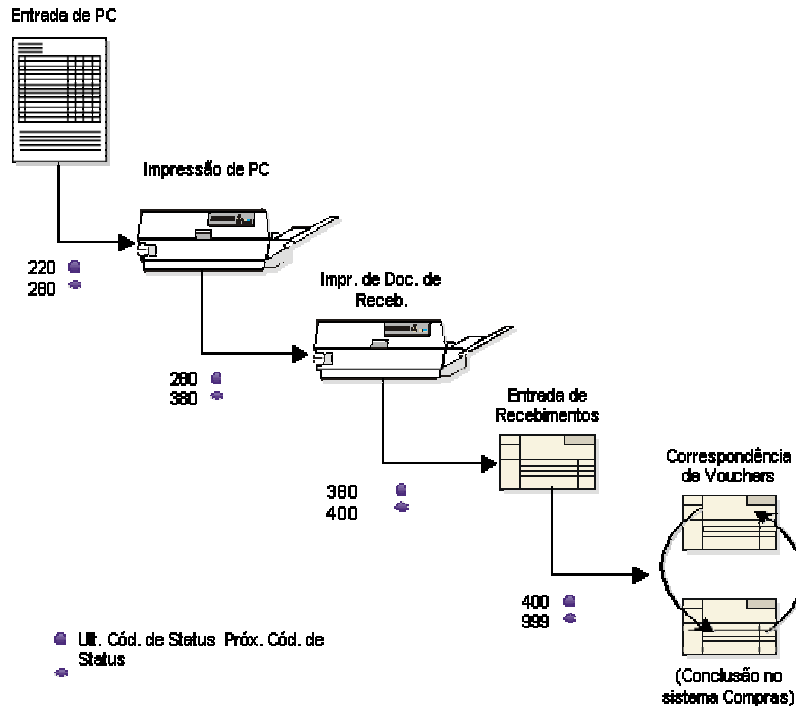 Entrada de PC
Impressão de PC
220
280
Impr. de Doc. de
Receb.
280
380
Entrada de
Recebimentos
380
400
Correspondência
de Vouchers
400
999
Ult. Cód. de Status Próx. Cód. de
Status
(Conclusão no
sistema Compras)